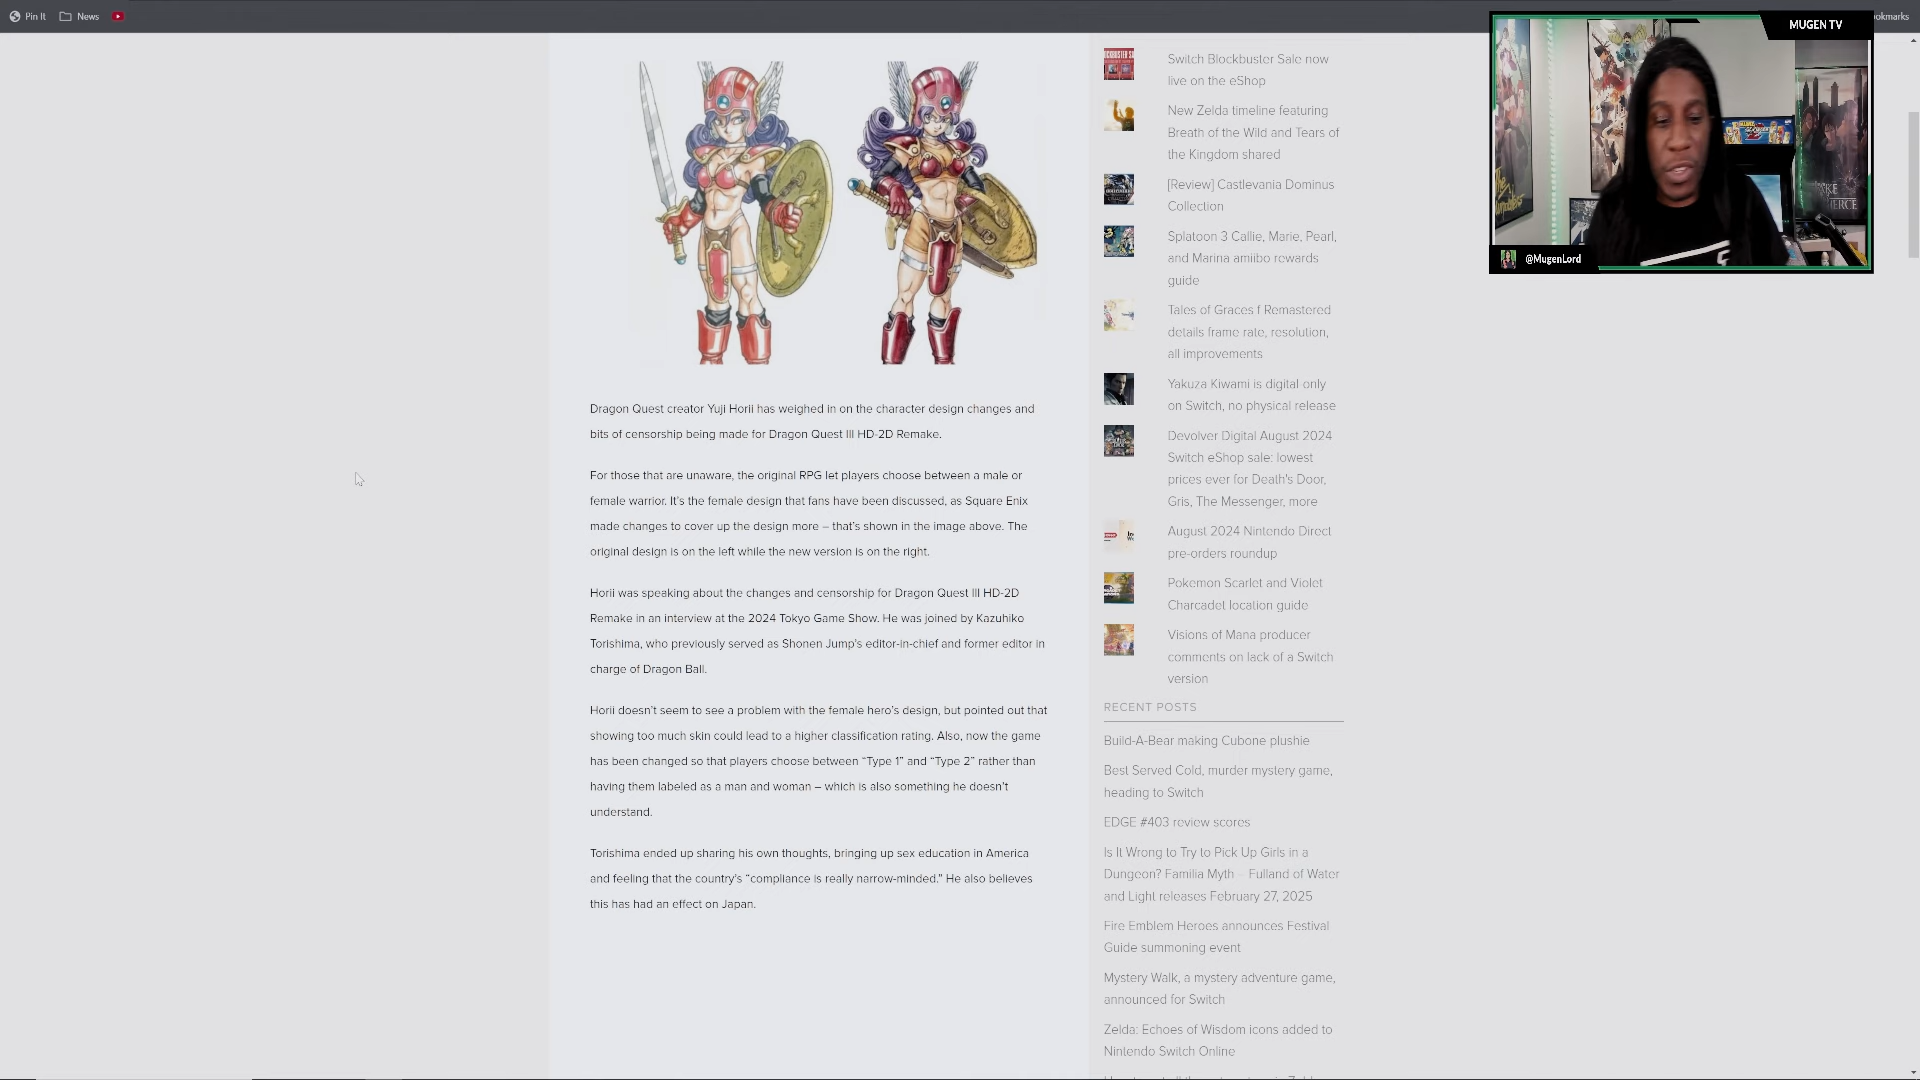 Pin It
News
MUGEN TV
@MugenLord
Dragon Quest creator Yuji Horii has weighed in on the character design changes and
bits of censorship being made for Dragon Quest III HD-2D Remake.
For those that are unaware, the original RPG let players choose between a male or
female warrior. It's the female design that fans have been discussed, as Square Enix
made changes to cover up the design more – that's shown in the image above. The
original design is on the left while the new version is on the right.
Horii was speaking about the changes and censorship for Dragon Quest III HD-2D
Remake in an interview at the 2024 Tokyo Game Show. He was joined by Kazuhiko
Torishima, who previously served as Shonen Jump's editor-in-chief and former editor in
charge of Dragon Ball.
Horii doesn't seem to see a problem with the female hero's design, but pointed out that
showing too much skin could lead to a higher classification rating. Also, now the game
has been changed so that players choose between “Type 1” and “Type 2” rather than
having them labeled as a man and woman – which is also something he doesn't
understand.
Torishima ended up sharing his own thoughts, bringing up sex education in America
and feeling that the country's “compliance is really narrow-minded.” He also believes
this has had an effect on Japan.
Switch Blockbuster Sale now
live on the eShop
New Zelda timeline featuring
Breath of the Wild and Tears of
the Kingdom shared
[Review] Castlevania Dominus
Collection
Splatoon 3 Callie, Marie, Pearl,
and Marina amiibo rewards
guide
Tales of Graces f Remastered
details frame rate, resolution,
all improvements
Yakuza Kiwami is digital only
on Switch, no physical release
Devolver Digital August 2024
Switch eShop sale: lowest
prices ever for Death's Door,
Gris, The Messenger, more
August 2024 Nintendo Direct
pre-orders roundup
Pokemon Scarlet and Violet
Charcadet location guide
Visions of Mana producer
comments on lack of a Switch
version
RECENT POSTS
Build-A-Bear making Cubone plushie
Best Served Cold, murder mystery game,
heading to Switch
EDGE #403 review scores
Is It Wrong to Try to Pick Up Girls in a
Dungeon? Familia Myth – Fulland of Water
and Light releases February 27, 2025
Fire Emblem Heroes announces Festival
Guide summoning event
Mystery Walk, a mystery adventure game,
announced for Switch
Zelda: Echoes of Wisdom icons added to
Nintendo Switch Online